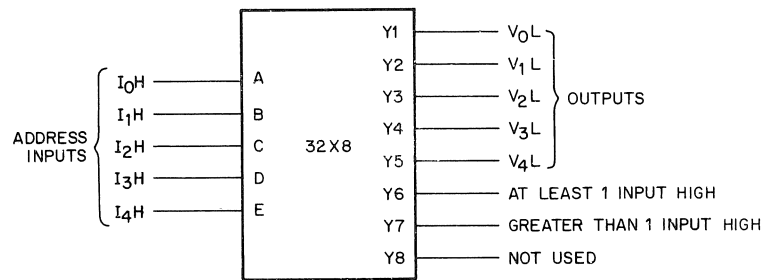 Y1 V0L
Y2 V1L
I0H A
Y3 V2L OUTPUTS
I1H B
Y4 V3L
ADDRESS INPUTS
I2H C 32X8
Y5 V4L
I3H D
Y6 AT LEAST 1 INPUT HIGH
I4H E
Y7 GREATER THAN 1 INPUT HIGH
Y8 NOT USED